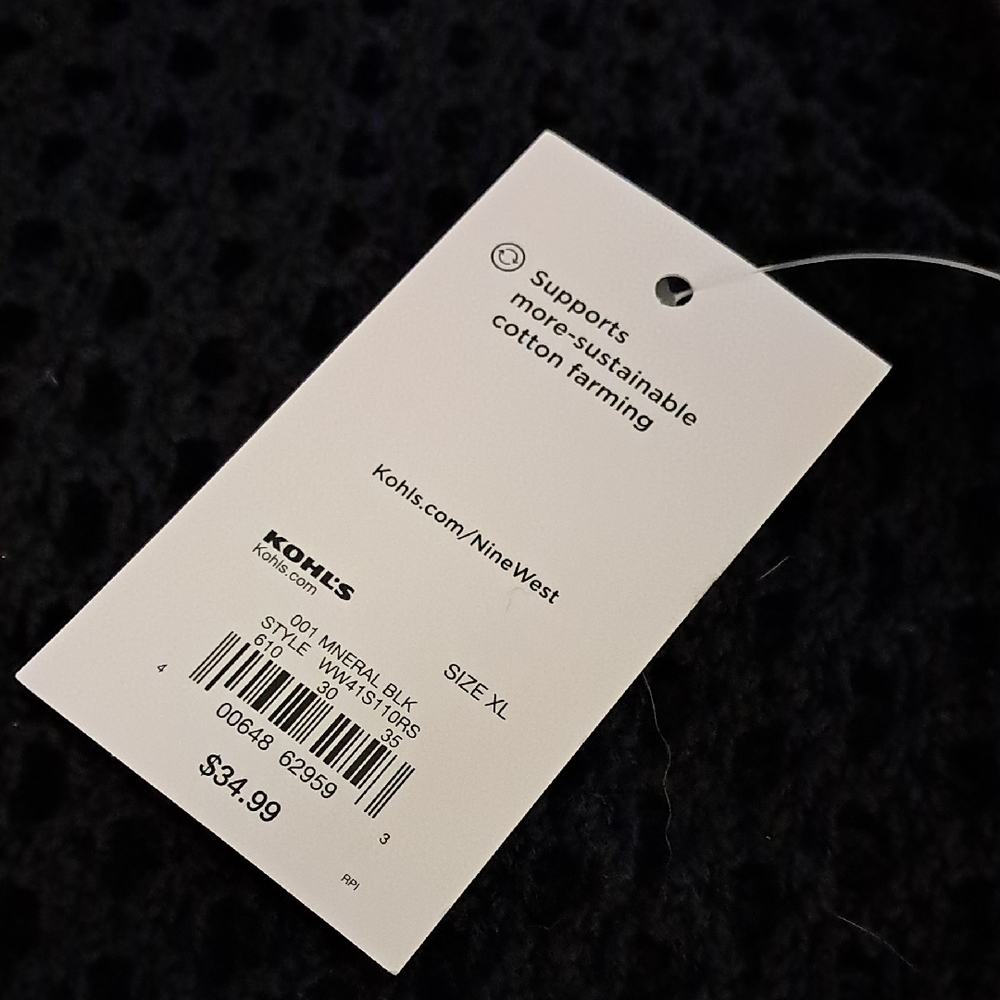 Supports
more-sustainable
cotton farming
Kohls.com/NineWest
KOHL'S
Kohls.com
001 MNERAL BLK
STYLE WW41S110RS
SIZE XL
610 30 35
4 00648 62959 3
$34.99
RPI